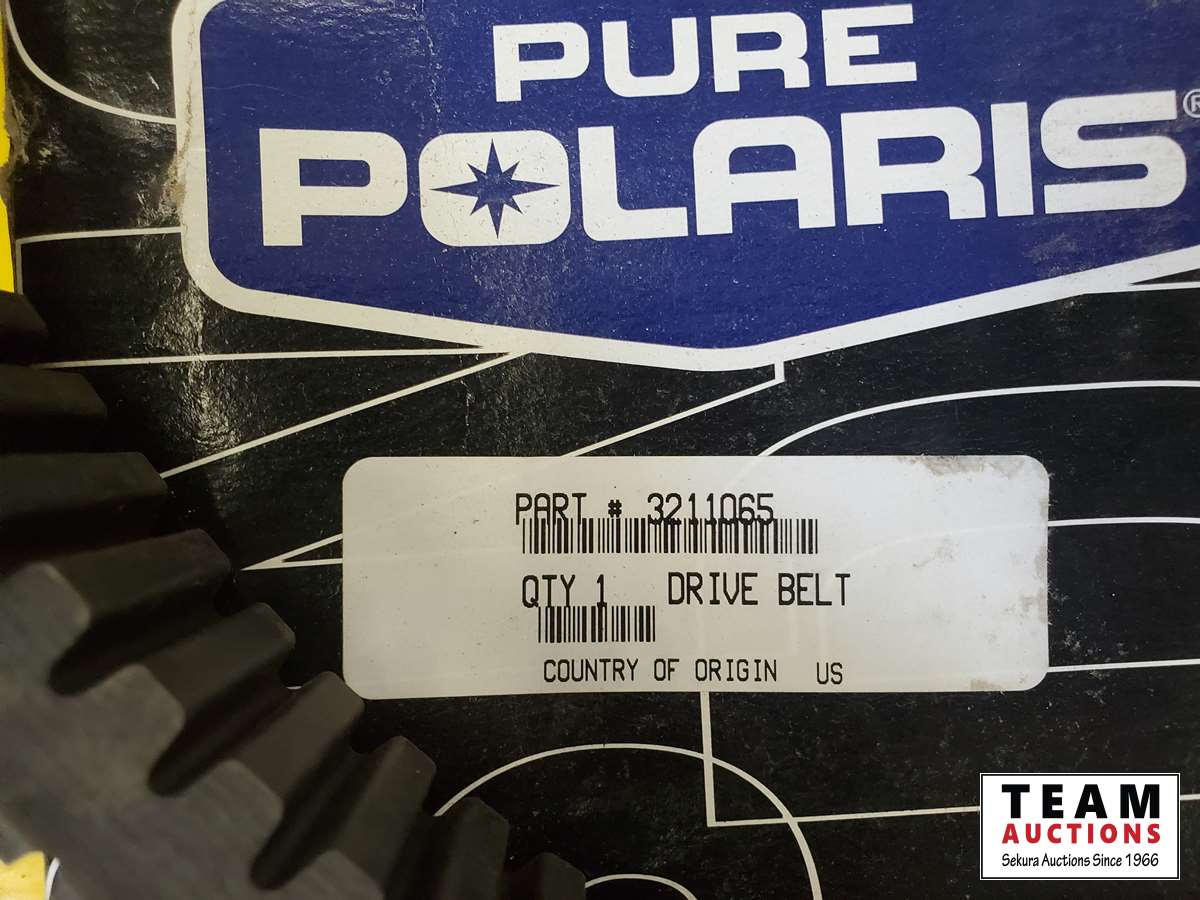 PURE
POLARIS®
PART # 3211065
QTY 1 DRIVE BELT
COUNTRY OF ORIGIN US
TEAM
AUCTIONS
Sekura Auctions Since 1966